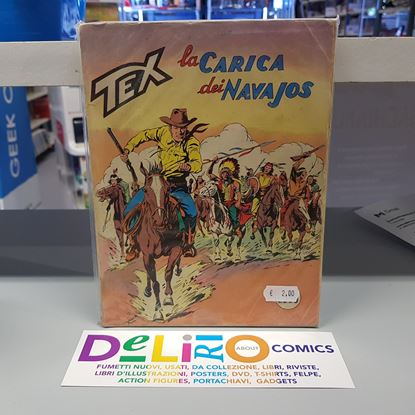 GEEK C
TEX
la CARICA
dei NAVAJOS
€ 2,00
DeLiRiO
ABOUT
COMICS
FUMETTI NUOVI, USATI, DA COLLEZIONE, LIBRI, RIVISTE,
LIBRI D'ILLUSTRAZIONI, POSTERS, DVD, T-SHIRTS, FELPE,
ACTION FIGURES, PORTACHIAVI, GADGETS